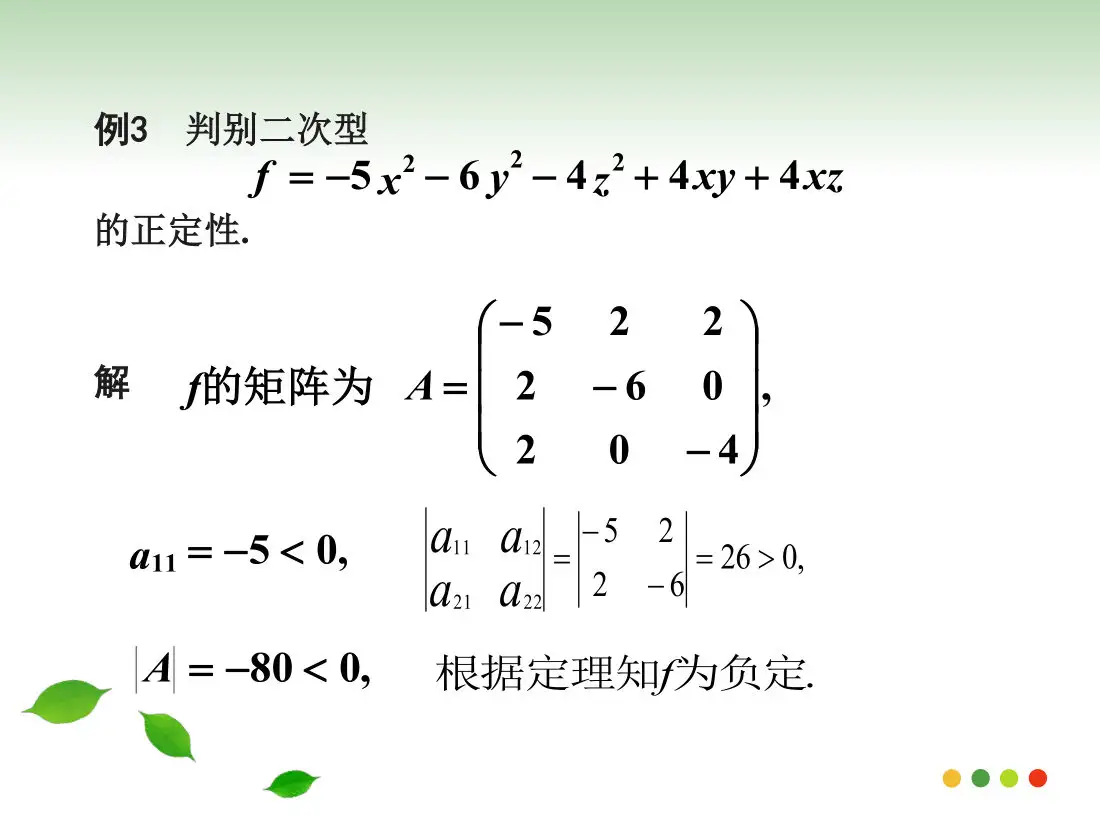 例3 判别二次型
f = −5x² − 6y² − 4z² + 4xy + 4xz
的正定性.
解 f的矩阵为 A = ( −5 2 2
2 −6 0
2 0 −4 ),
a₁₁ = −5 < 0, |a₁₁ a₁₂; a₂₁ a₂₂| = |−5 2; 2 −6| = 26 > 0,
|A| = −80 < 0, 根据定理知f为负定.